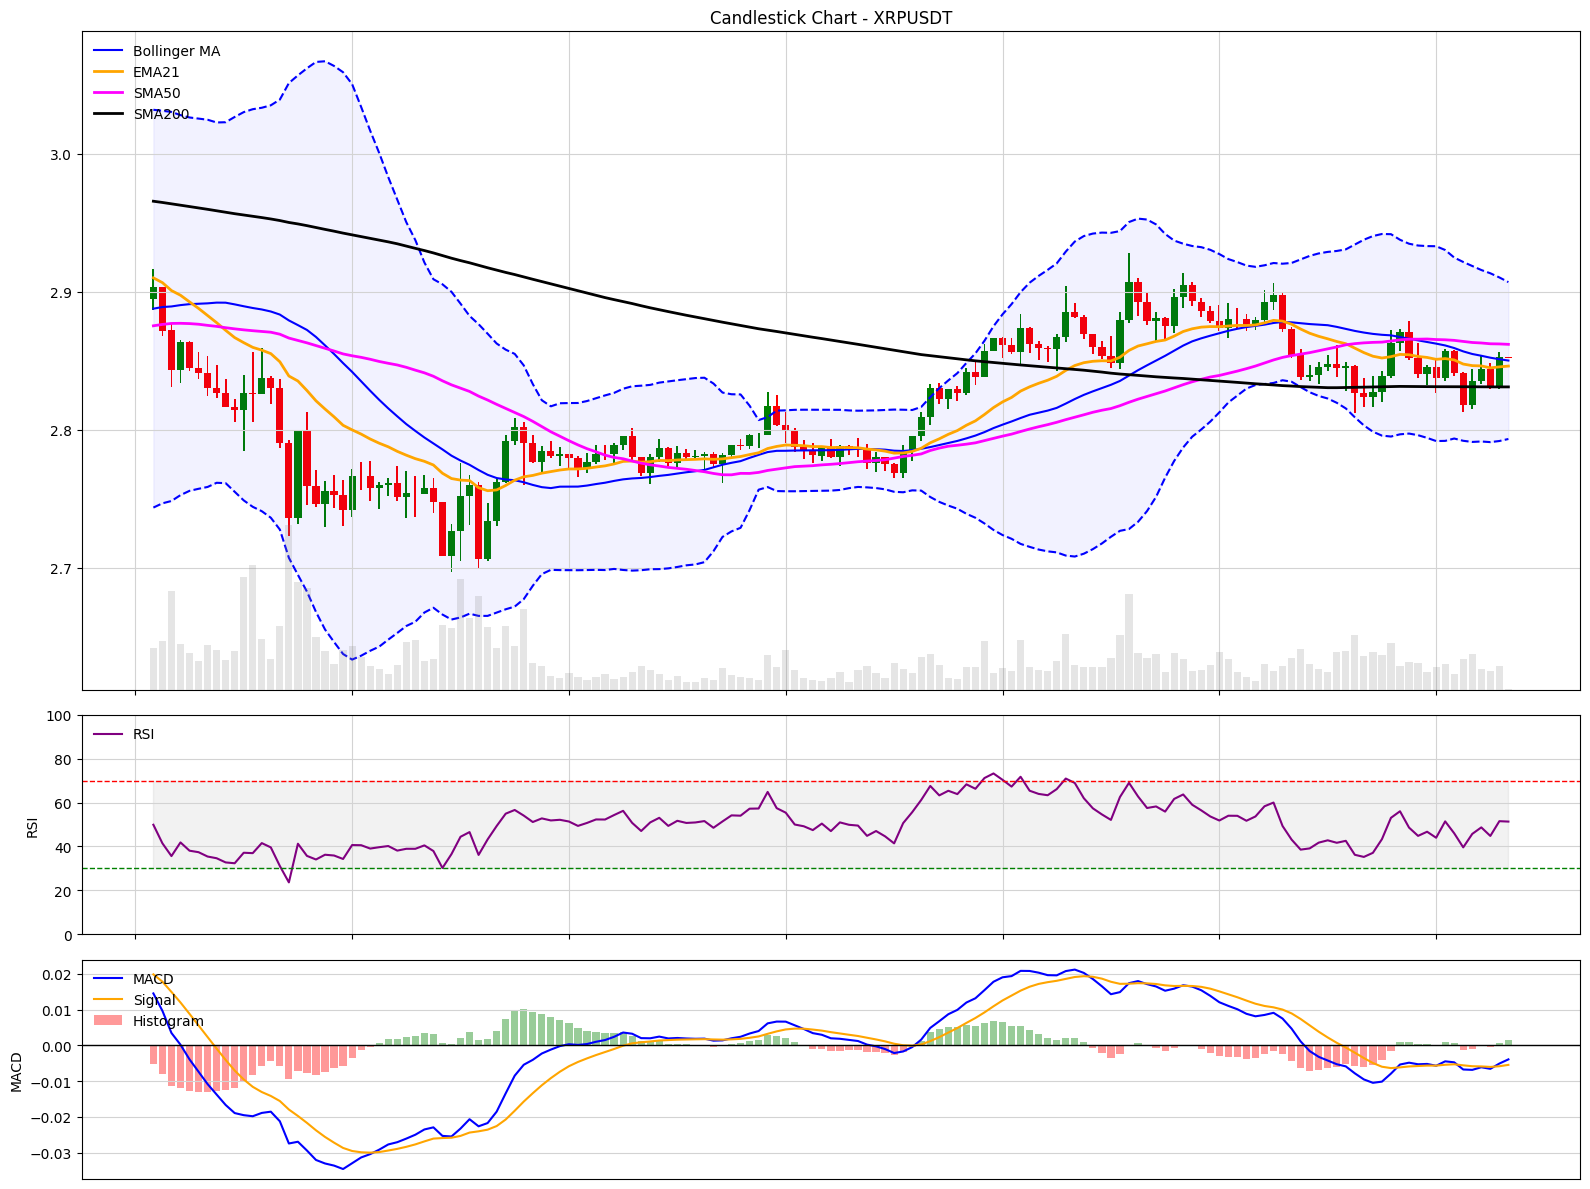 Candlestick Chart - XRPUSDT
Bollinger MA
EMA21
SMA50
SMA200
3.0
2.9
2.8
2.7
RSI
100
80
60
40
20
0
RSI
MACD
Signal
Histogram
0.02
0.01
0.00
−0.01
−0.02
−0.03
MACD